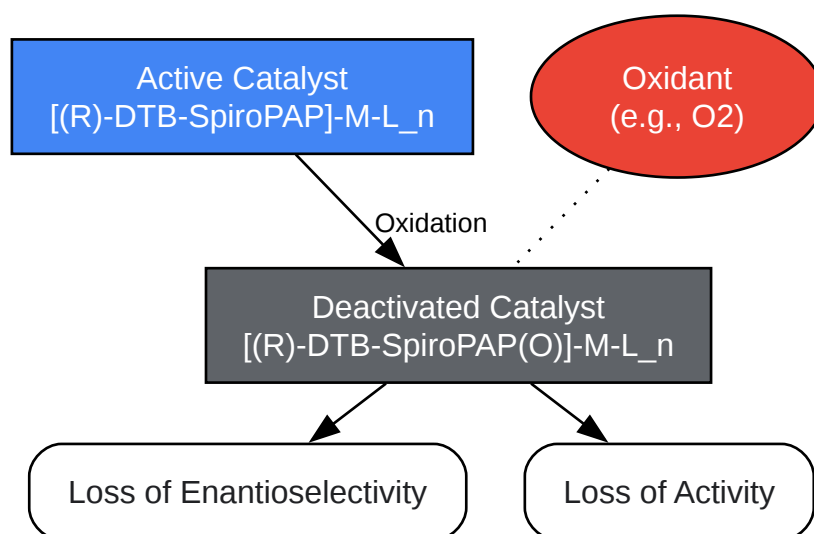 Active Catalyst
[(R)-DTB-SpiroPAP]-M-L_n
Oxidant
(e.g., O2)
Oxidation
Deactivated Catalyst
[(R)-DTB-SpiroPAP(O)]-M-L_n
Loss of Enantioselectivity
Loss of Activity